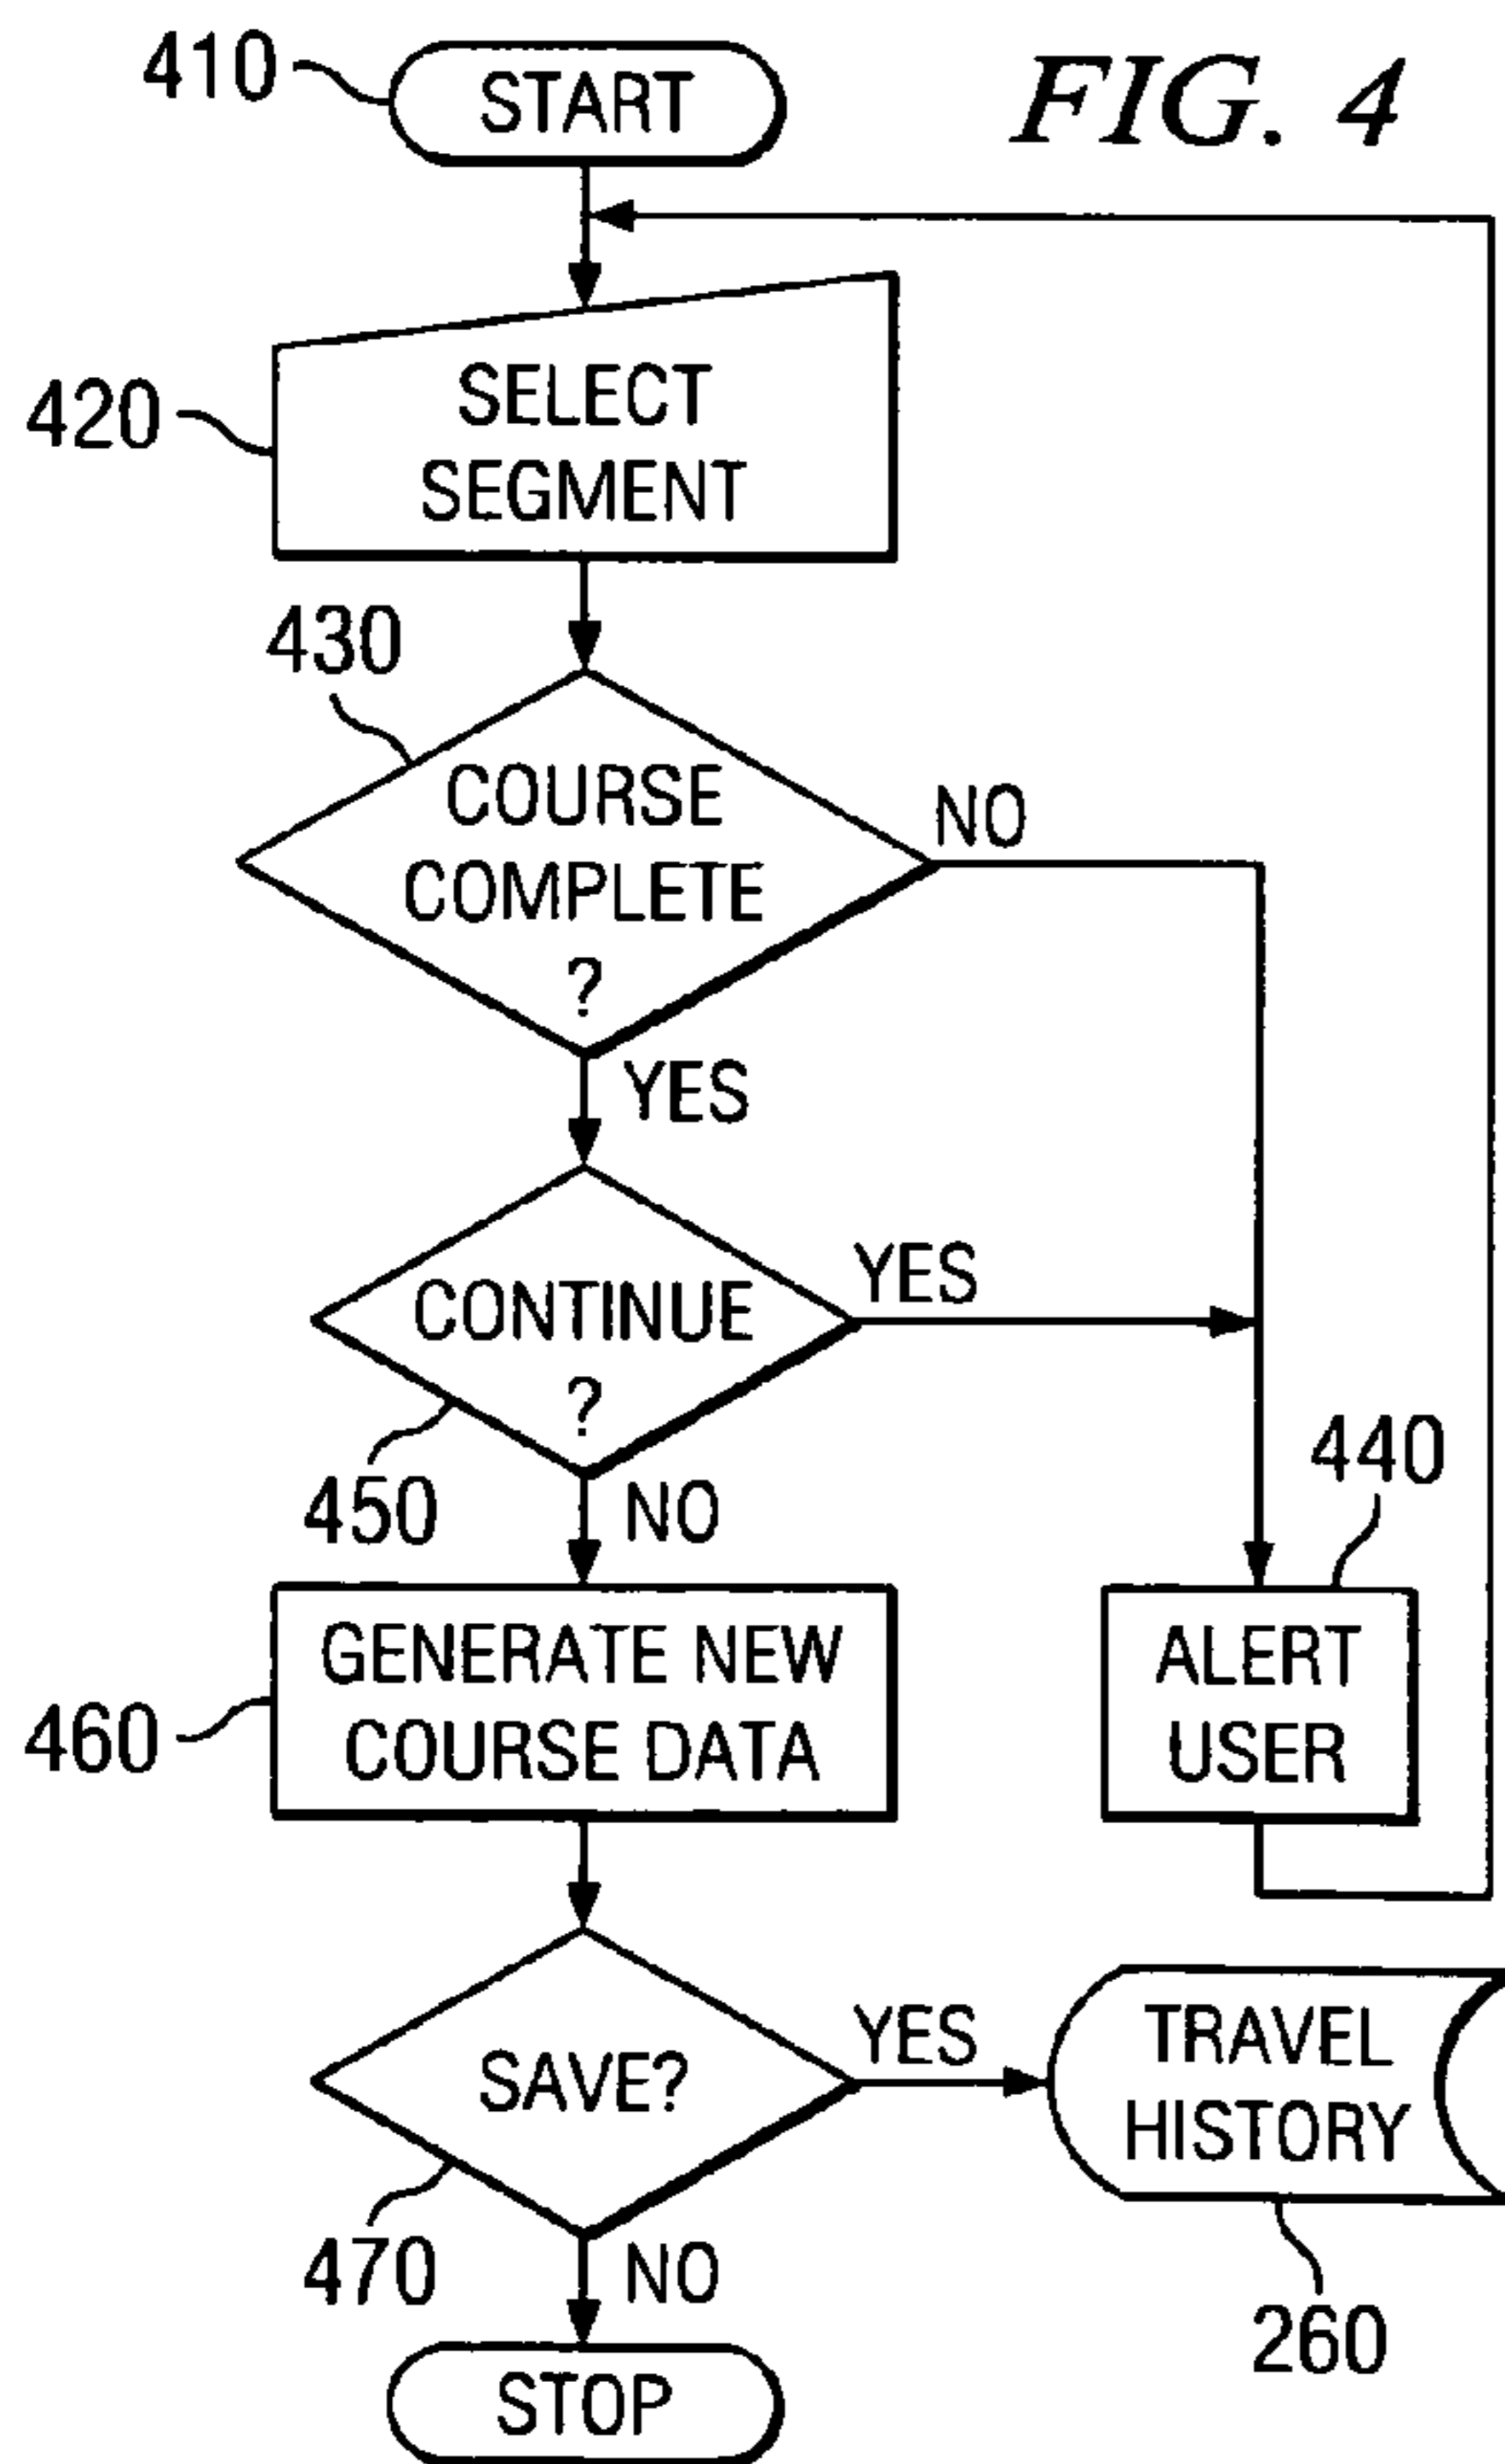 FIG. 4
410
START
420
SELECT
SEGMENT
430
COURSE
COMPLETE
?
NO
YES
CONTINUE
?
YES
450
NO
440
GENERATE NEW
COURSE DATA
460
ALERT
USER
SAVE?
YES
TRAVEL
HISTORY
470
NO
260
STOP